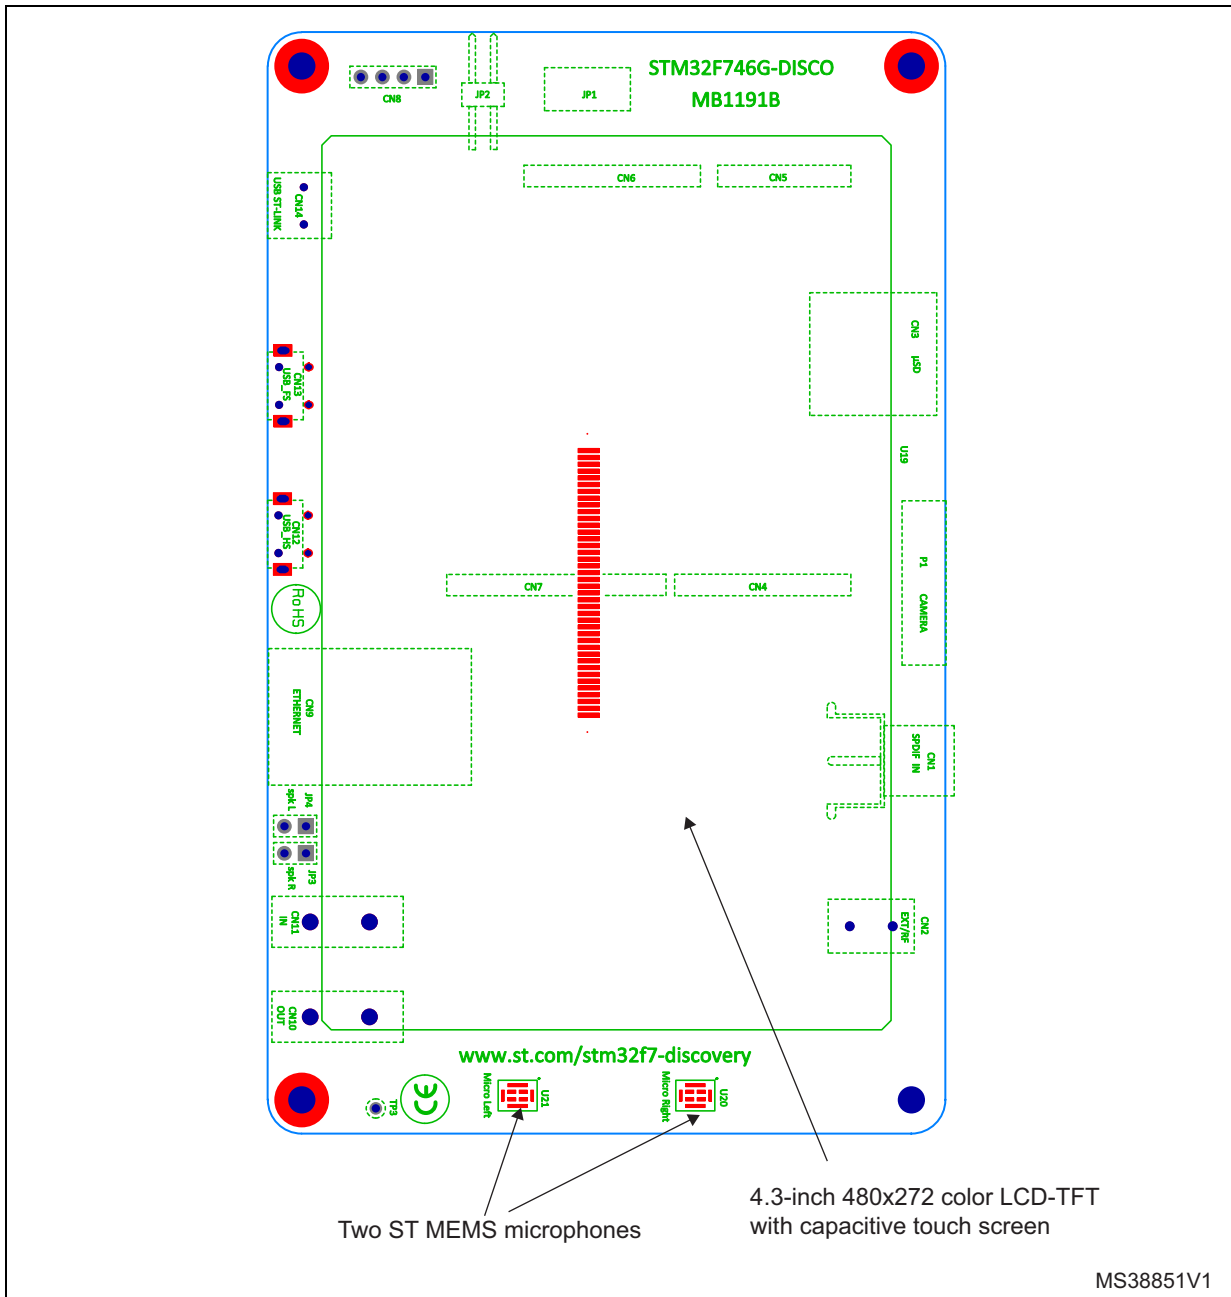 STM32F746G-DISCO
MB1191B
CN8
JP2
JP1
CN6
CN5
USB ST-LINK
CN14
CN3
µSD
CN13
USB_FS
U19
CN12
USB_HS
P1
CAMERA
CN7
CN4
RoHS
CN9
ETHERNET
CN1
SPDIF IN
JP4
spk L
JP3
spk R
CN11
IN
CN2
EXT/RF
CN10
OUT
www.st.com/stm32f7-discovery
TP3
CE
U21
Micro Left
U20
Micro Right
Two ST MEMS microphones
4.3-inch 480x272 color LCD-TFT
with capacitive touch screen
MS38851V1